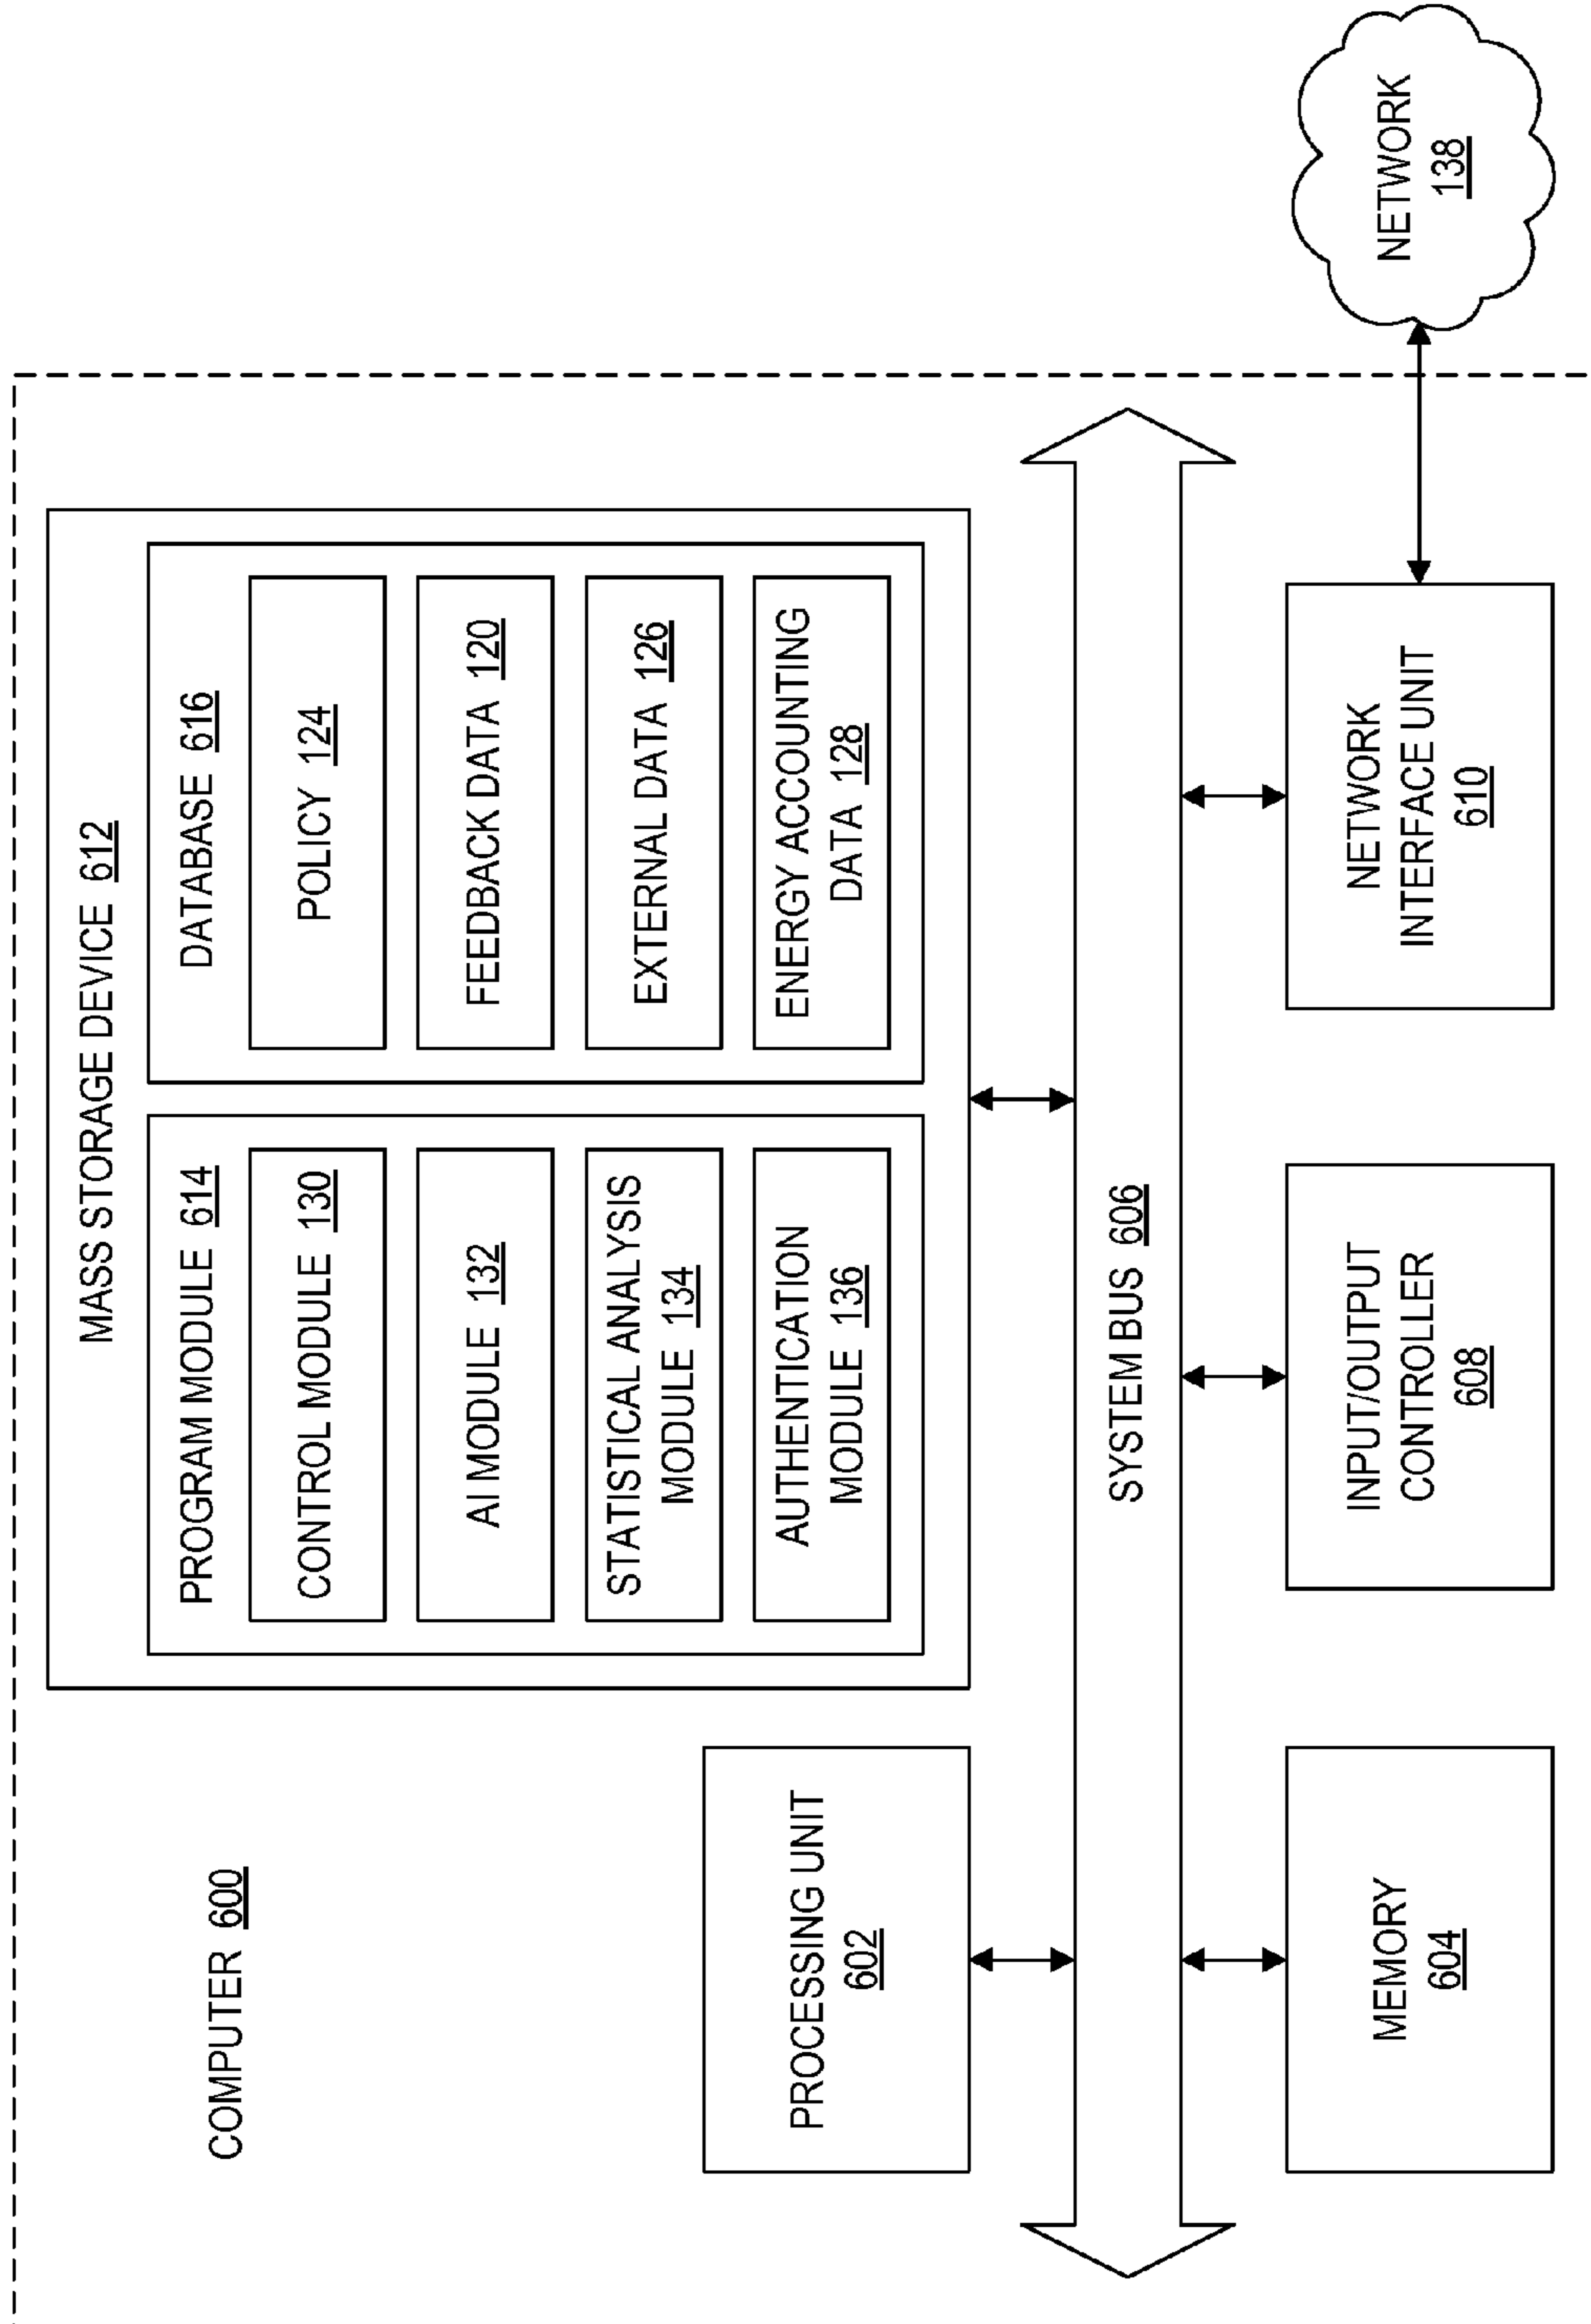 COMPUTER 600
MASS STORAGE DEVICE 612
PROGRAM MODULE 614
CONTROL MODULE 130
AI MODULE 132
STATISTICAL ANALYSIS
MODULE 134
AUTHENTICATION
MODULE 136
DATABASE 616
POLICY 124
FEEDBACK DATA 120
EXTERNAL DATA 126
ENERGY ACCOUNTING
DATA 128
PROCESSING UNIT
602
SYSTEM BUS 606
MEMORY
604
INPUT/OUTPUT
CONTROLLER
608
NETWORK
INTERFACE UNIT
610
NETWORK
138